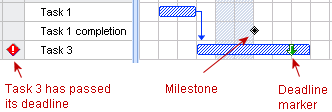 Task 1
Task 1 completion
Task 3
Task 3 has passed
its deadline
Milestone
Deadline
marker